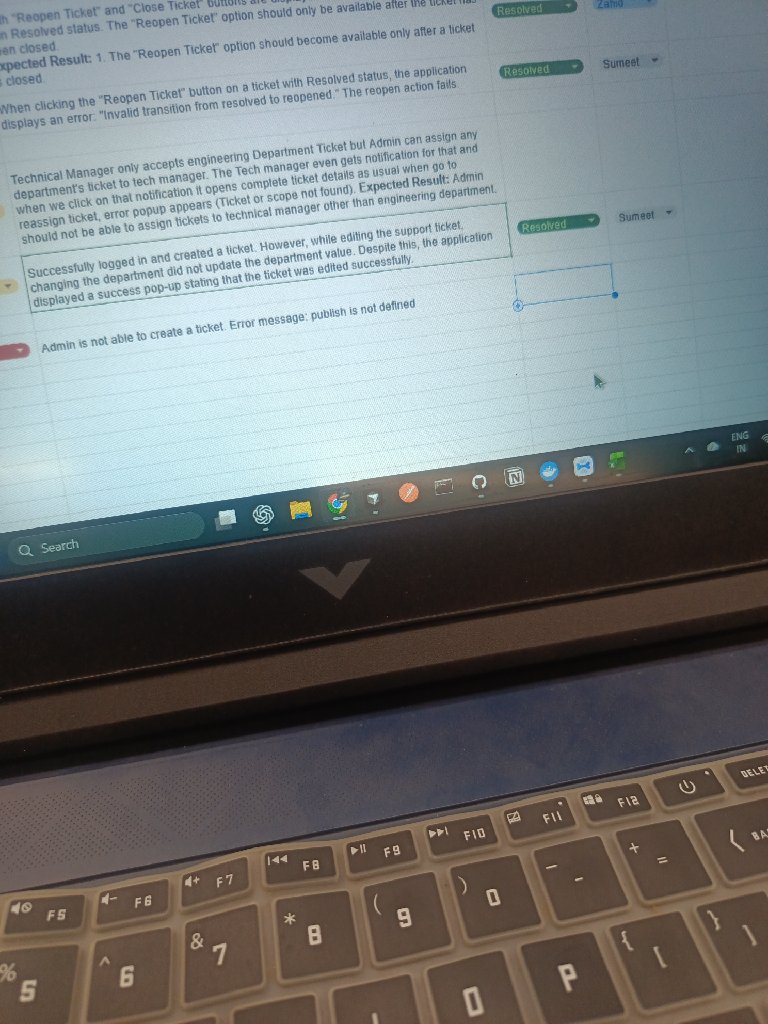 "Reopen Ticket" and "Close Ticket" buttons are
in Resolved status. The "Reopen Ticket" option should only be available after the ticket has
been closed.
Expected Result: 1. The "Reopen Ticket" option should become available only after a ticket
is closed.
Resolved
Zahid
When clicking the "Reopen Ticket" button on a ticket with Resolved status, the application
displays an error: "Invalid transition from resolved to reopened." The reopen action fails.
Resolved
Sumeet
Technical Manager only accepts engineering Department Ticket but Admin can assign any
department's ticket to tech manager. The Tech manager even gets notification for that and
when we click on that notification it opens complete ticket details as usual when go to
reassign ticket, error popup appears (Ticket or scope not found). Expected Result: Admin
should not be able to assign tickets to technical manager other than engineering department.
Successfully logged in and created a ticket. However, while editing the support ticket,
changing the department did not update the department value. Despite this, the application
displayed a success pop-up stating that the ticket was edited successfully.
Resolved
Sumeet
Admin is not able to create a ticket. Error message: publish is not defined
Search
ENG
IN
F5 F6 F7 F8 F9 F10 F11 F12 DELET
% 5 ^ 6 & 7 * 8 ( 9 ) 0 _ - + = BA
O P { [ } ]